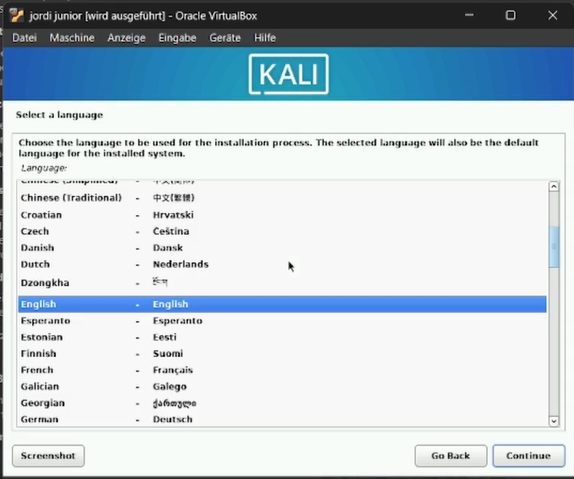 jordi junior [wird ausgeführt] - Oracle VirtualBox
Datei Maschine Anzeige Eingabe Geräte Hilfe
KALI
Select a language
Choose the language to be used for the installation process. The selected language will also be the default
language for the installed system.
Language:
Chinese (Simplified) - 中文(简体)
Chinese (Traditional) - 中文(繁體)
Croatian - Hrvatski
Czech - Čeština
Danish - Dansk
Dutch - Nederlands
Dzongkha - རྫོང་ཁ
English - English
Esperanto - Esperanto
Estonian - Eesti
Finnish - Suomi
French - Français
Galician - Galego
Georgian - ქართული
German - Deutsch
Screenshot Go Back Continue